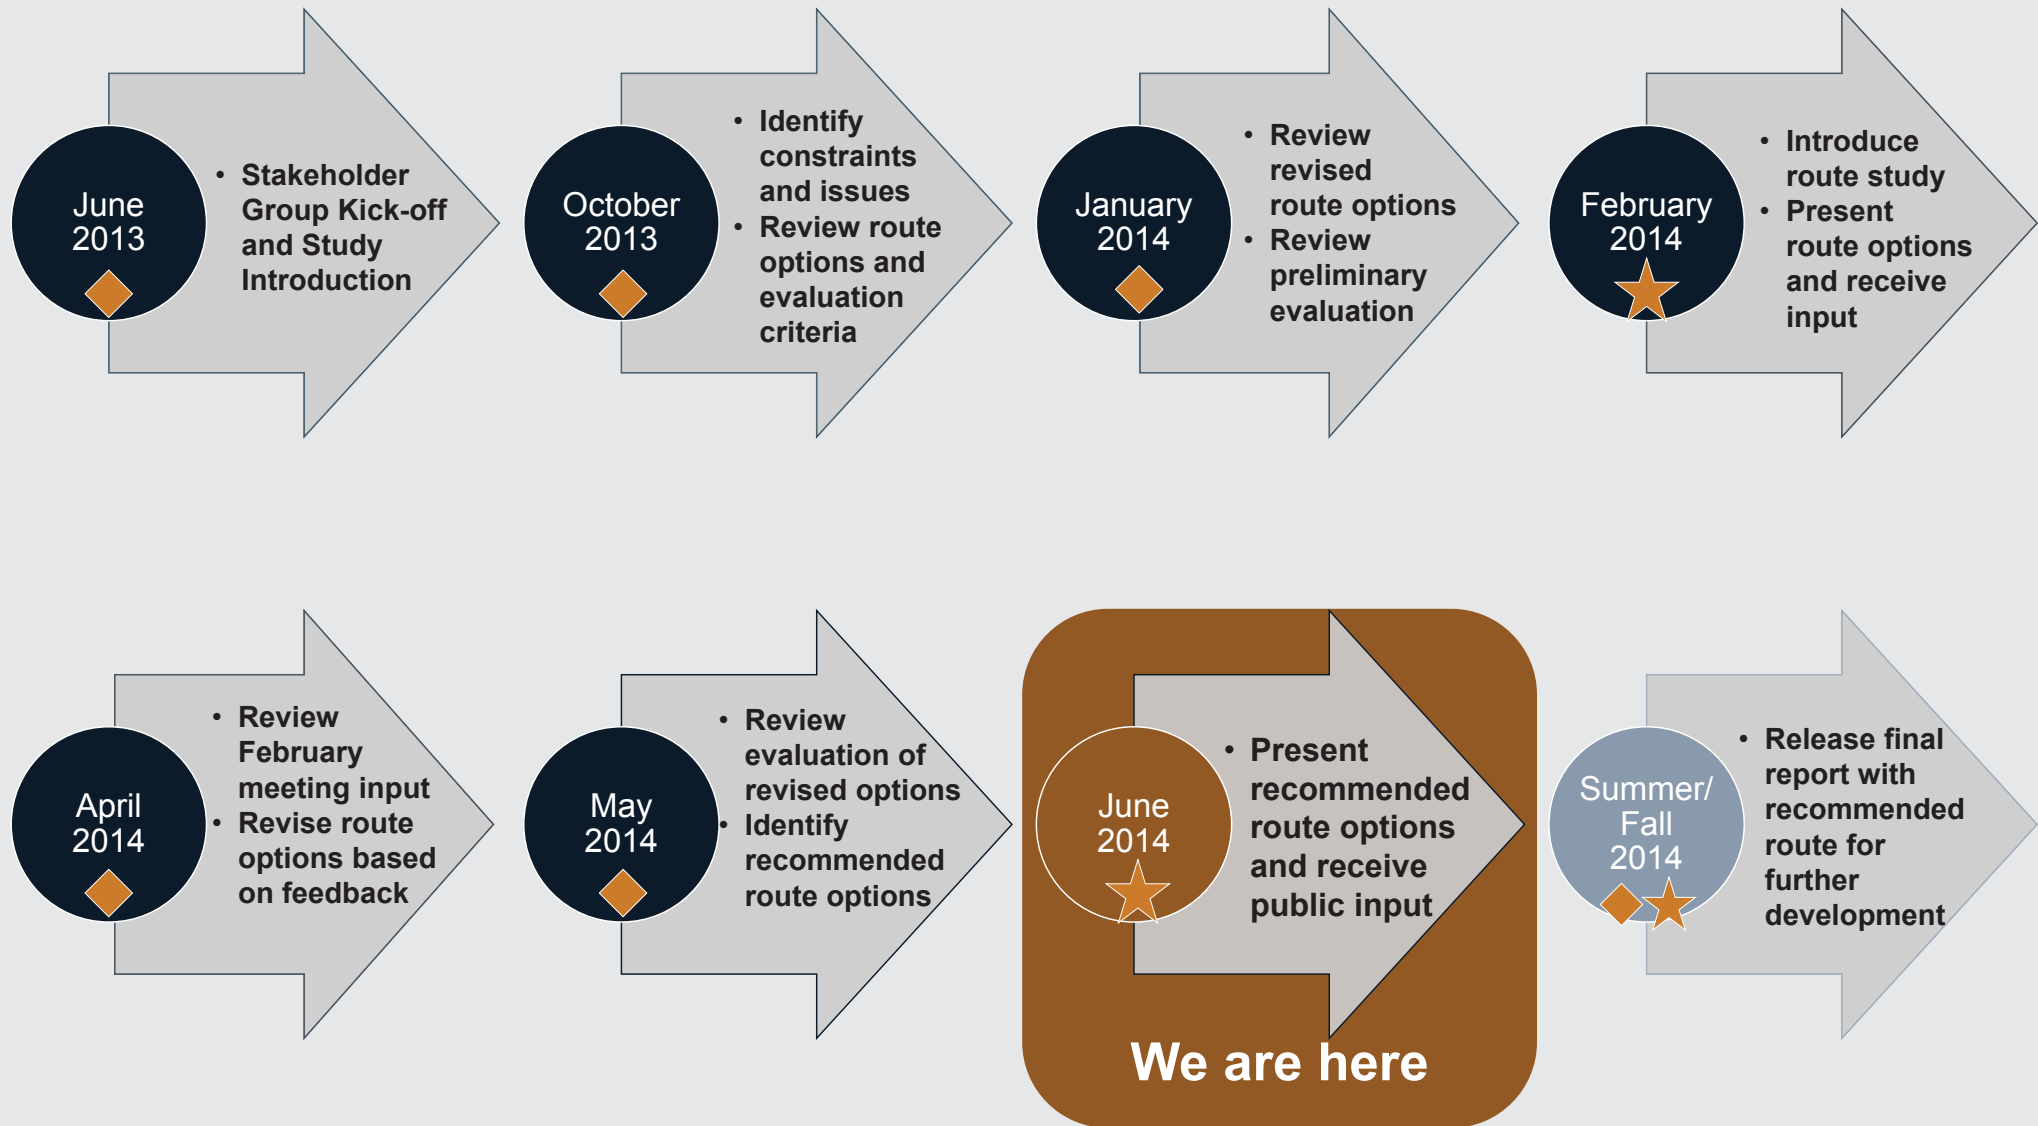 June
2013
• Stakeholder
Group Kick-off
and Study
Introduction
October
2013
• Identify
constraints
and issues
• Review route
options and
evaluation
criteria
January
2014
• Review
revised
route options
• Review
preliminary
evaluation
February
2014
• Introduce
route study
• Present
route options
and receive
input
April
2014
• Review
February
meeting input
• Revise route
options based
on feedback
May
2014
• Review
evaluation of
revised options
• Identify
recommended
route options
June
2014
• Present
recommended
route options
and receive
public input
We are here
Summer/
Fall
2014
• Release final
report with
recommended
route for
further
development